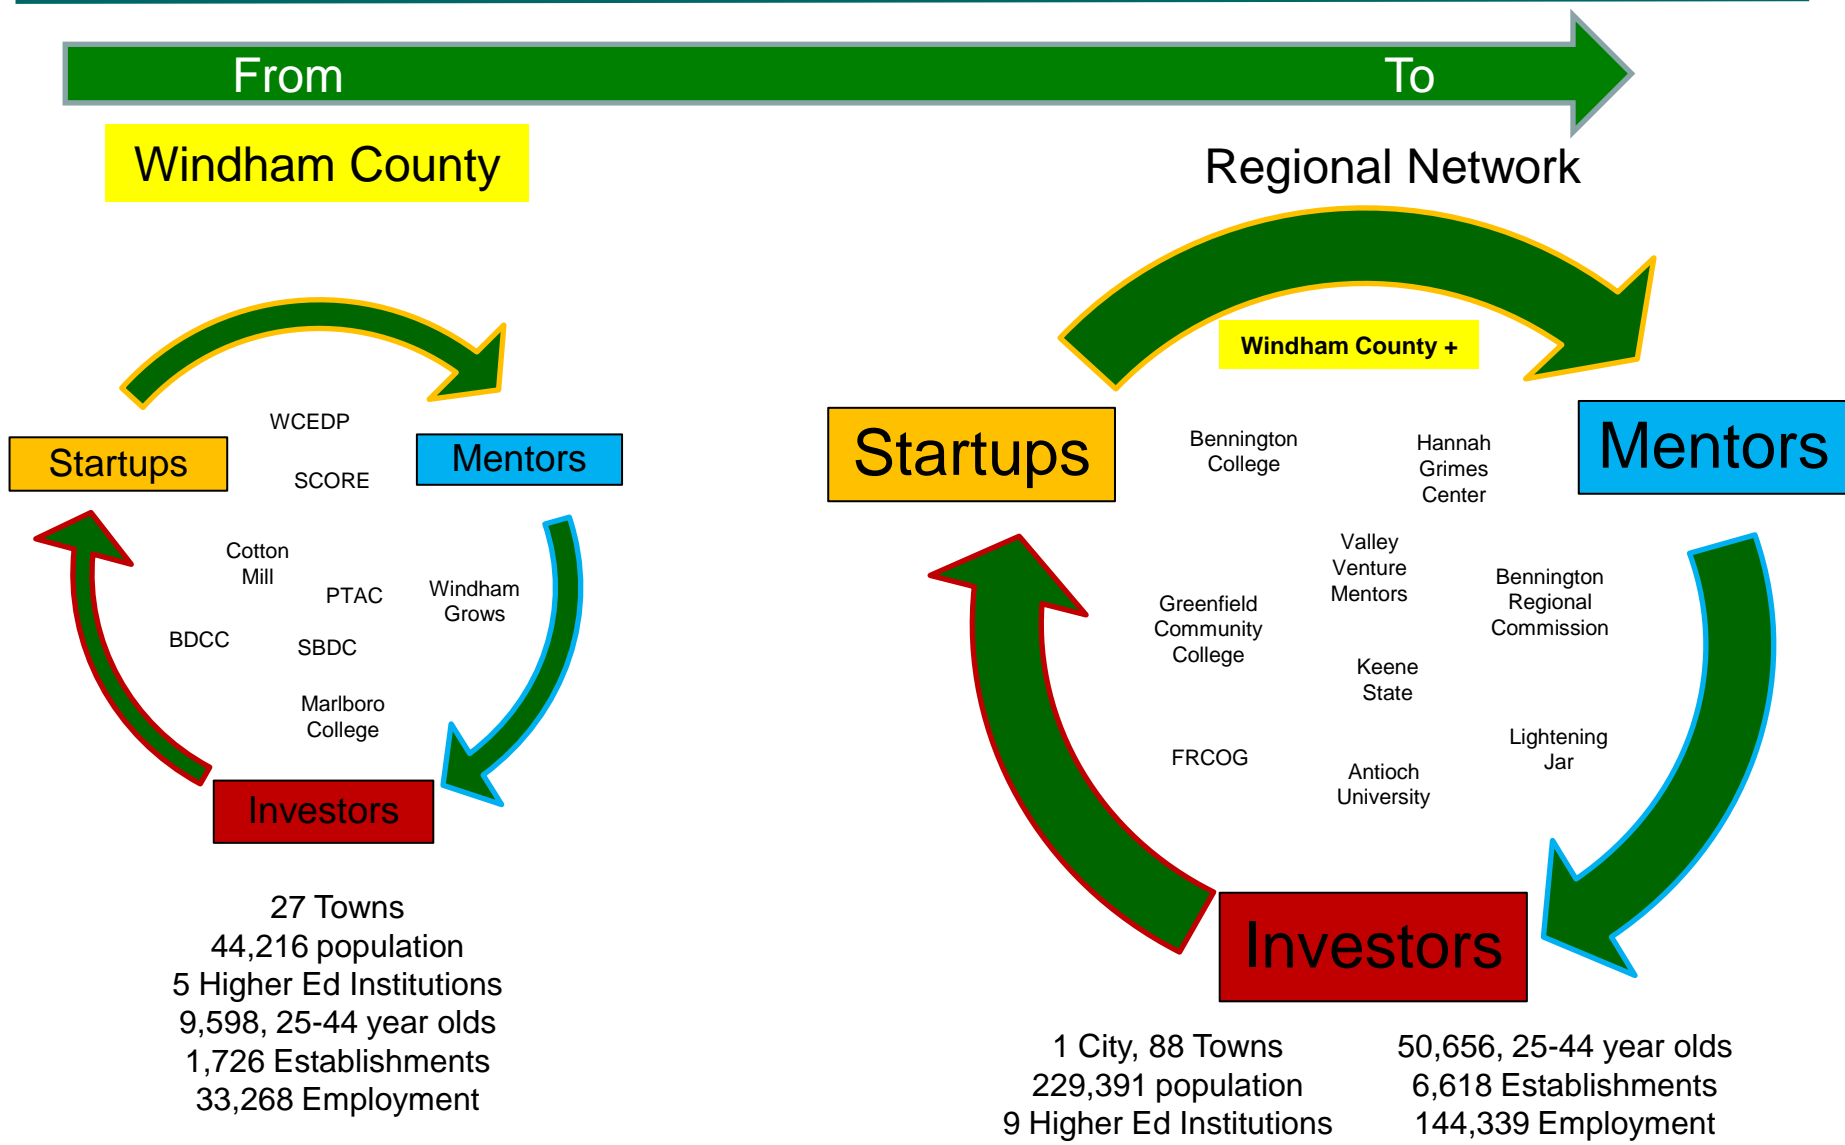 From
To
Windham County
Regional Network
WCEDP
Startups
Mentors
SCORE
Cotton
Mill
PTAC
Windham
Grows
BDCC
SBDC
Marlboro
College
Investors
27 Towns
44,216 population
5 Higher Ed Institutions
9,598, 25-44 year olds
1,726 Establishments
33,268 Employment
Windham County +
Startups
Mentors
Bennington
College
Hannah
Grimes
Center
Valley
Venture
Mentors
Bennington
Regional
Commission
Greenfield
Community
College
Keene
State
Lightening
Jar
FRCOG
Antioch
University
Investors
1 City, 88 Towns
229,391 population
9 Higher Ed Institutions
50,656, 25-44 year olds
6,618 Establishments
144,339 Employment